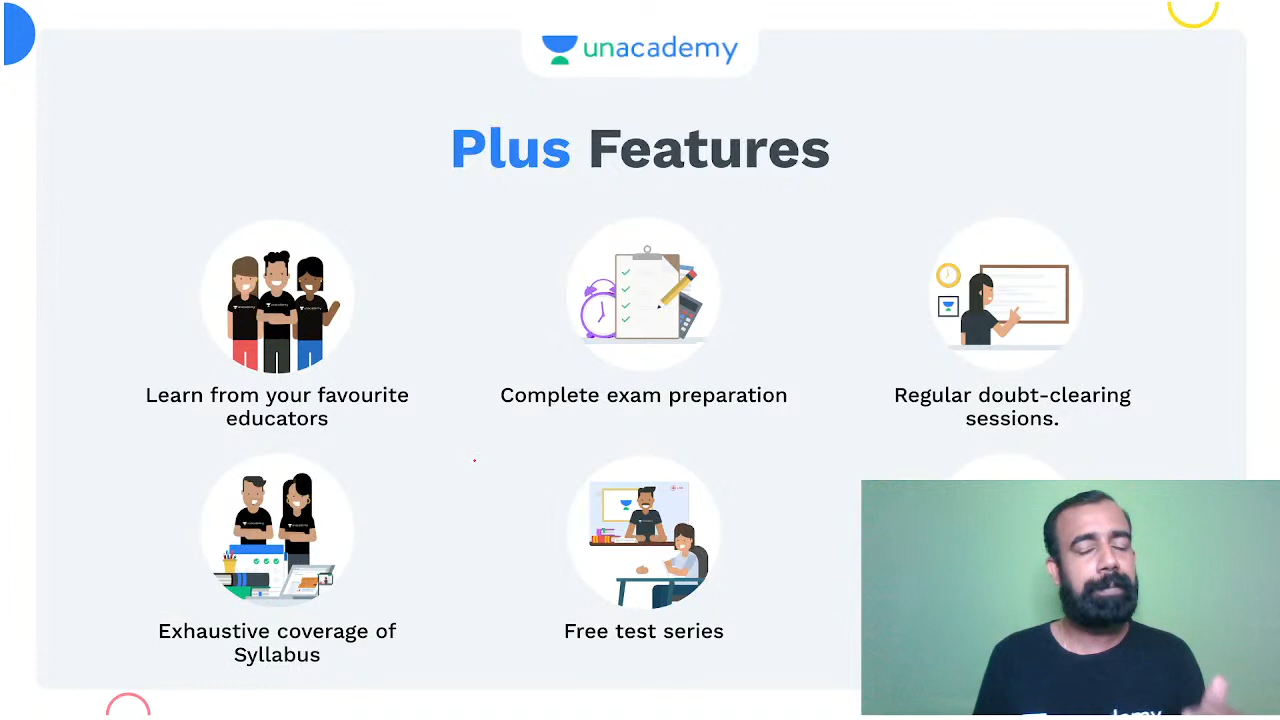 unacademy
Plus Features
Learn from your favourite
educators
Complete exam preparation
Regular doubt-clearing
sessions.
Exhaustive coverage of
Syllabus
Free test series